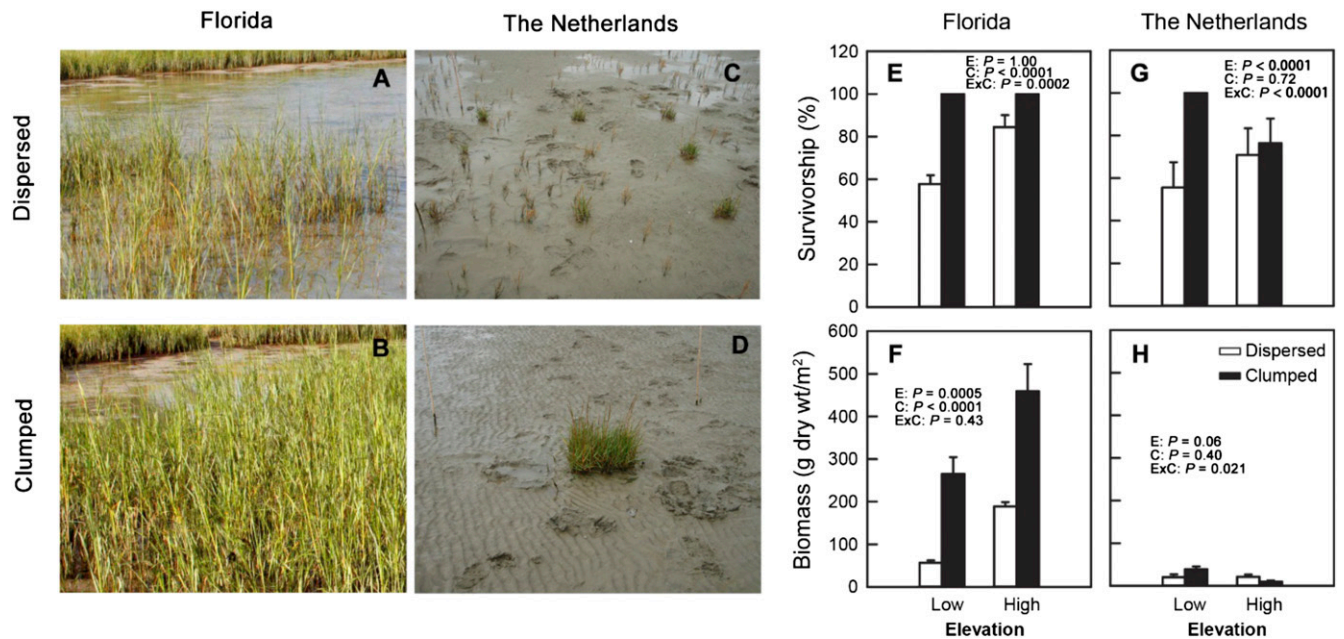 Florida
The Netherlands
Dispersed
Clumped
A
C
B
D
Florida
The Netherlands
Survivorship (%)
120
100
80
60
40
20
0
E
E: P = 1.00
C: P < 0.0001
ExC: P = 0.0002
G
E: P < 0.0001
C: P = 0.72
ExC: P < 0.0001
Biomass (g dry wt/m²)
600
500
400
300
200
100
0
F
E: P = 0.0005
C: P < 0.0001
ExC: P = 0.43
H
Dispersed
Clumped
E: P = 0.06
C: P = 0.40
ExC: P = 0.021
Low
High
Elevation
Low
High
Elevation